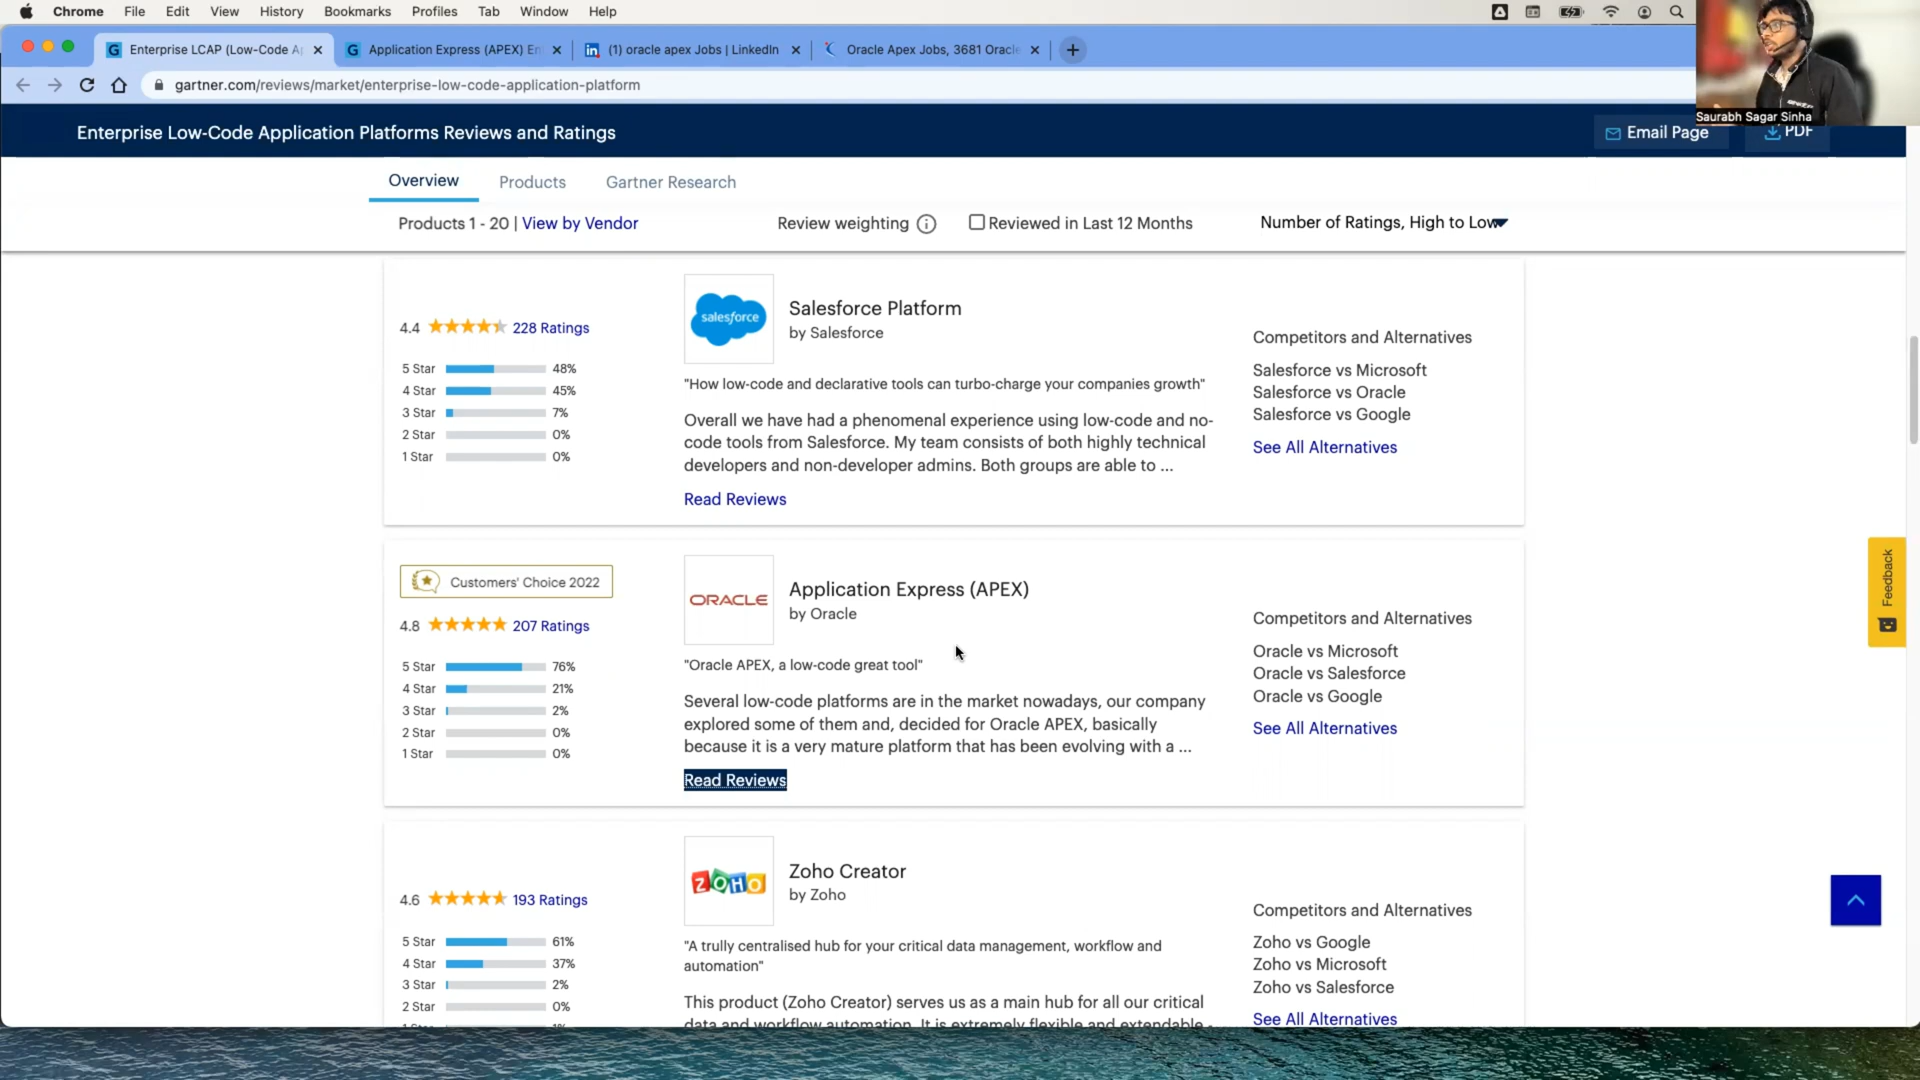 Chrome File Edit View History Bookmarks Profiles Tab Window Help
Enterprise LCAP (Low-Code A
Application Express (APEX) En
(1) oracle apex Jobs | LinkedIn
Oracle Apex Jobs, 3681 Oracle
gartner.com/reviews/market/enterprise-low-code-application-platform
Saurabh Sagar Sinha
Enterprise Low-Code Application Platforms Reviews and Ratings
Email Page
PDF
Overview
Products
Gartner Research
Products 1 - 20 | View by Vendor
Review weighting
Reviewed in Last 12 Months
Number of Ratings, High to Low
4.4
228 Ratings
5 Star 48%
4 Star 45%
3 Star 7%
2 Star 0%
1 Star 0%
salesforce
Salesforce Platform
by Salesforce
"How low-code and declarative tools can turbo-charge your companies growth"
Overall we have had a phenomenal experience using low-code and no-
code tools from Salesforce. My team consists of both highly technical
developers and non-developer admins. Both groups are able to ...
Read Reviews
Competitors and Alternatives
Salesforce vs Microsoft
Salesforce vs Oracle
Salesforce vs Google
See All Alternatives
Customers' Choice 2022
4.8
207 Ratings
5 Star 76%
4 Star 21%
3 Star 2%
2 Star 0%
1 Star 0%
ORACLE
Application Express (APEX)
by Oracle
"Oracle APEX, a low-code great tool"
Several low-code platforms are in the market nowadays, our company
explored some of them and, decided for Oracle APEX, basically
because it is a very mature platform that has been evolving with a ...
Read Reviews
Competitors and Alternatives
Oracle vs Microsoft
Oracle vs Salesforce
Oracle vs Google
See All Alternatives
Feedback
4.6
193 Ratings
5 Star 61%
4 Star 37%
3 Star 2%
2 Star 0%
1 Star 1%
ZOHO
Zoho Creator
by Zoho
"A trully centralised hub for your critical data management, workflow and
automation"
This product (Zoho Creator) serves us as a main hub for all our critical
data and workflow automation. It is extremely flexible and extendable
Competitors and Alternatives
Zoho vs Google
Zoho vs Microsoft
Zoho vs Salesforce
See All Alternatives